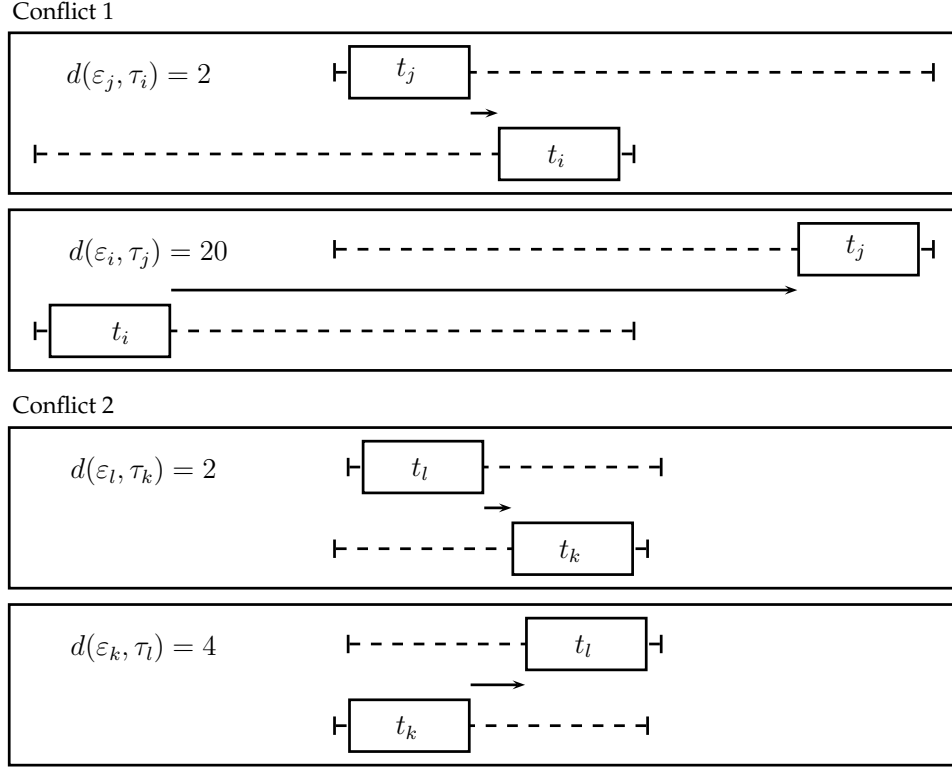 Conflict 1
d(ε_j, τ_i) = 2
t_j
t_i
d(ε_i, τ_j) = 20
t_j
t_i
Conflict 2
d(ε_l, τ_k) = 2
t_l
t_k
d(ε_k, τ_l) = 4
t_l
t_k